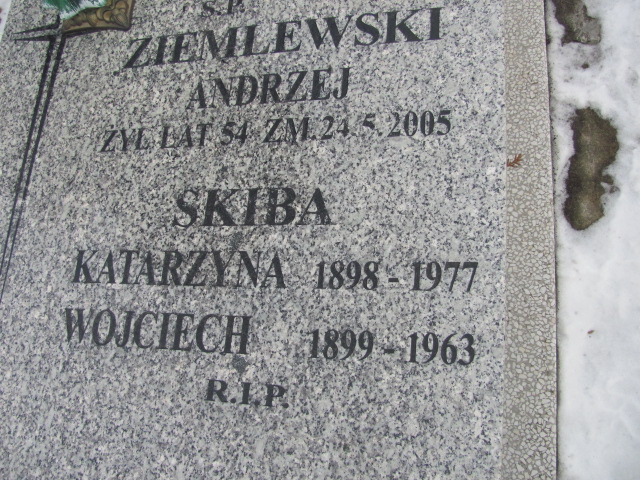 Ś.P.
ZIEMLEWSKI
ANDRZEJ
ŻYŁ LAT 54 ZM. 24.5.2005
SKIBA
KATARZYNA 1898 - 1977
WOJCIECH 1899 - 1963
R.I.P.